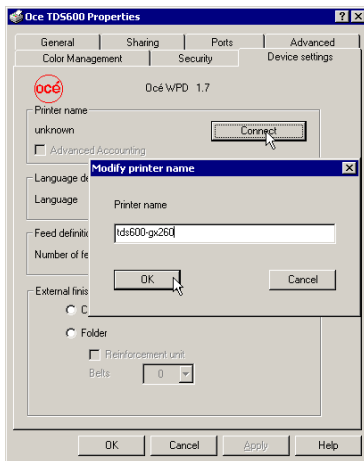 Oce TDS600 Properties
General Sharing Ports Advanced
Color Management Security Device settings
océ Océ WPD 1.7
Printer name
unknown Connect
Advanced Accounting
Modify printer name
Language de
Language
Printer name
tds600-gx260
Feed definitio
Number of fe
OK Cancel
External finis
C
Folder
Reinforcement unit
Belts 0
OK Cancel Apply Help